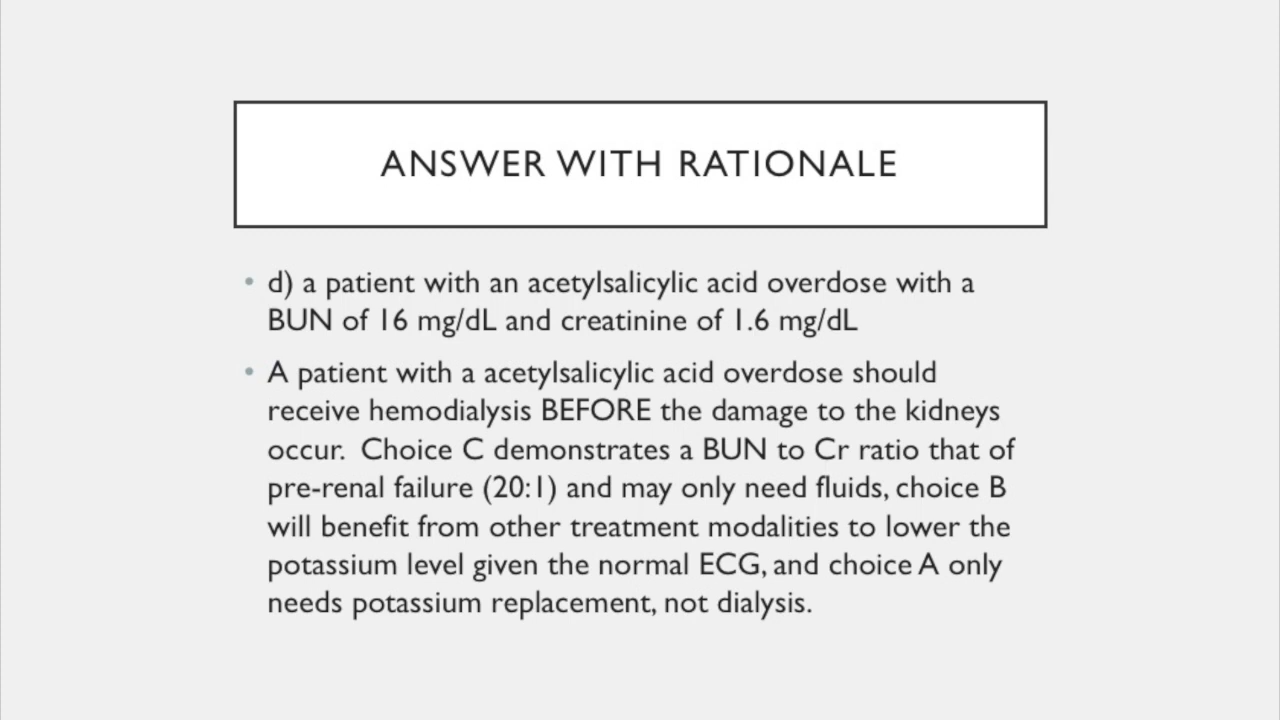 ANSWER WITH RATIONALE
• d) a patient with an acetylsalicylic acid overdose with a
BUN of 16 mg/dL and creatinine of 1.6 mg/dL
• A patient with a acetylsalicylic acid overdose should
receive hemodialysis BEFORE the damage to the kidneys
occur.  Choice C demonstrates a BUN to Cr ratio that of
pre-renal failure (20:1) and may only need fluids, choice B
will benefit from other treatment modalities to lower the
potassium level given the normal ECG, and choice A only
needs potassium replacement, not dialysis.